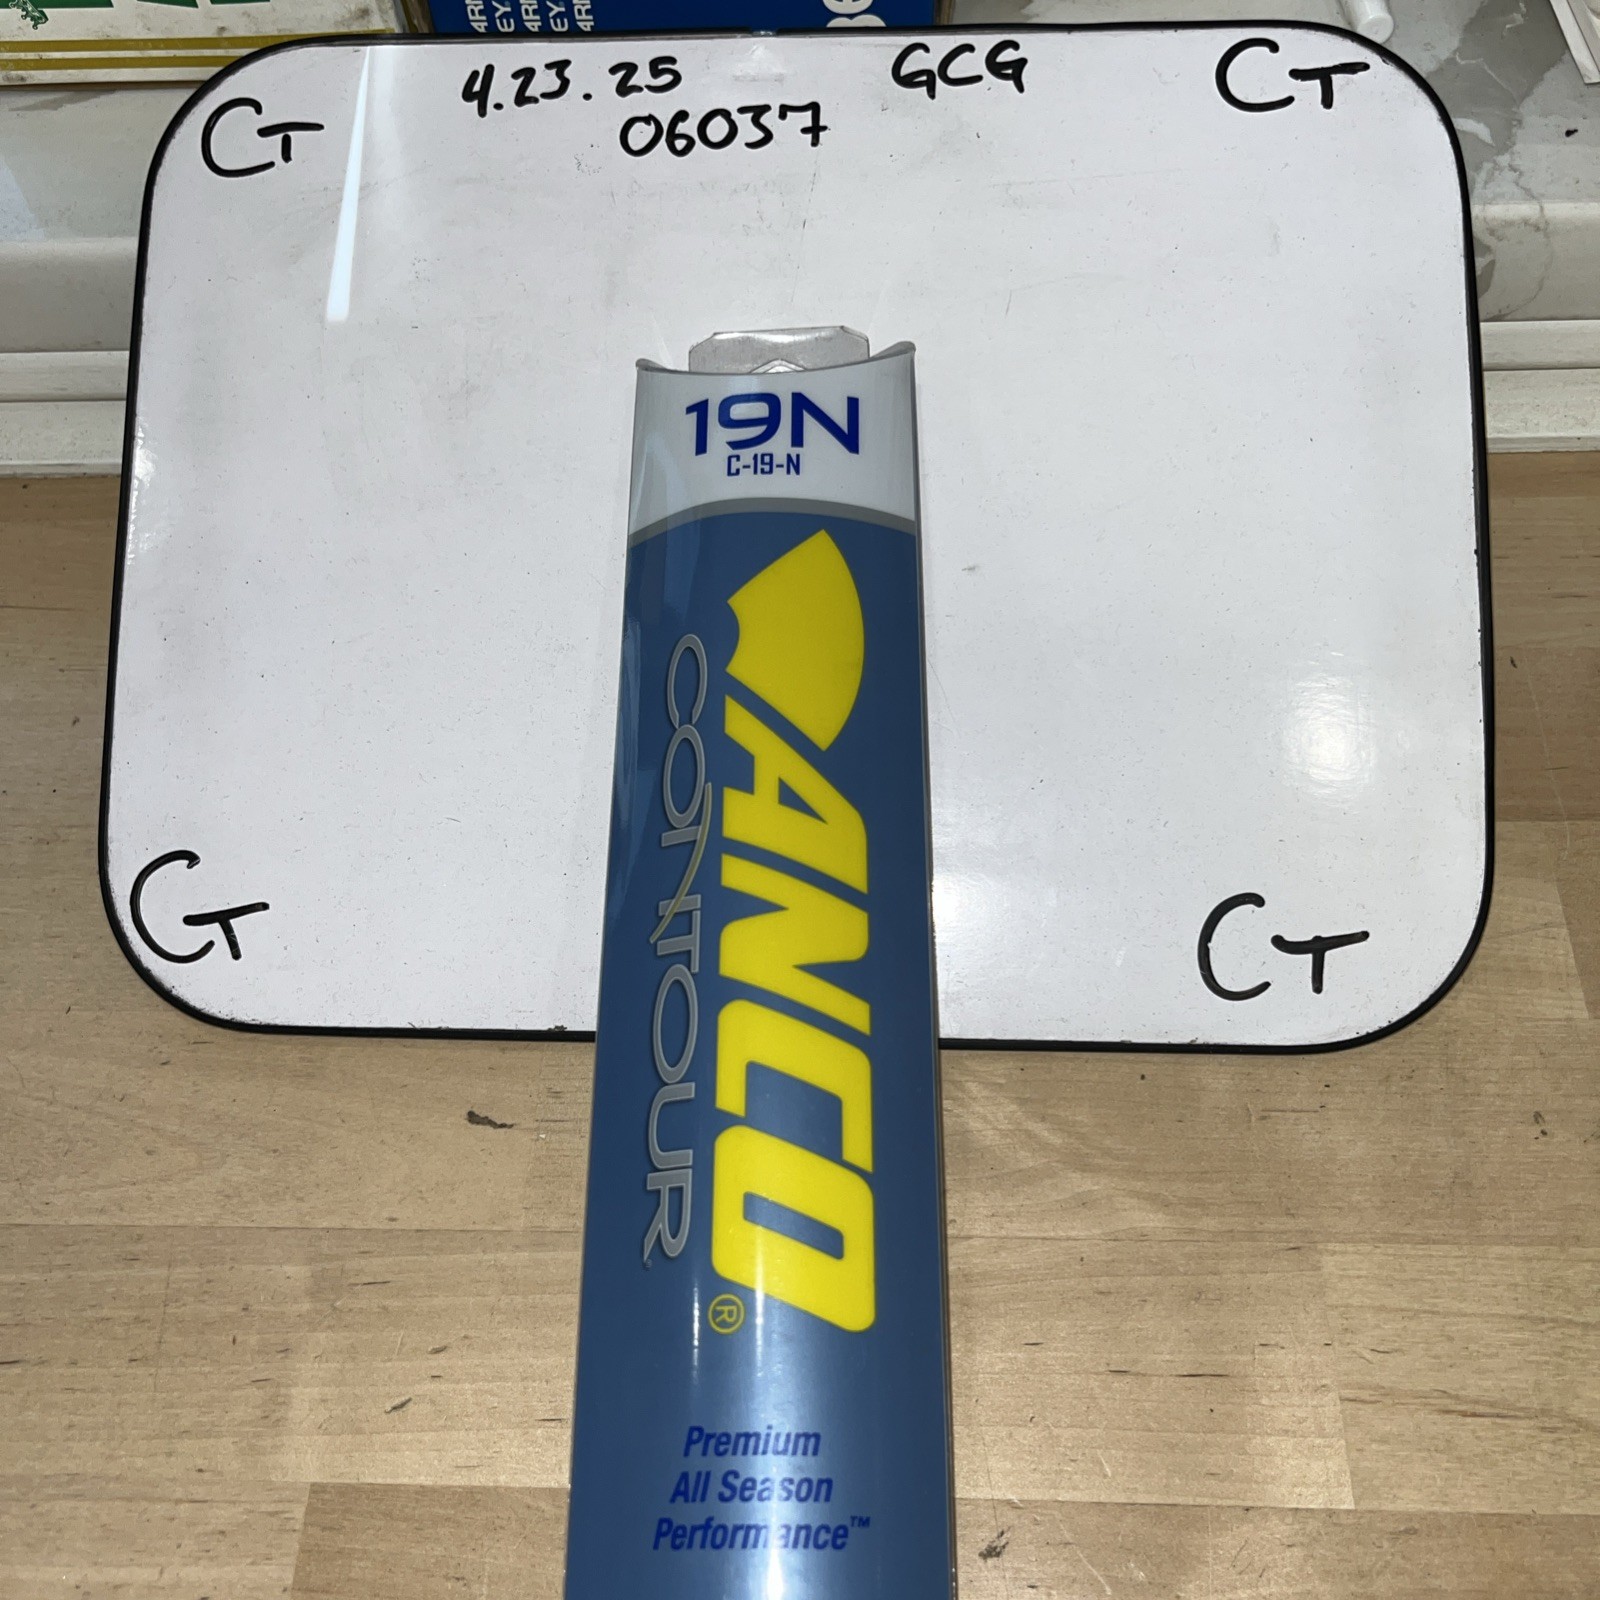 4.23.25 GCG
06037
CT
CT
19N
C-19-N
ANCO®
CONTOUR
Premium
All Season
Performance™
CT
CT